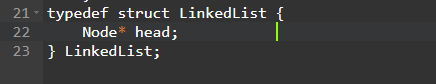 21 typedef struct LinkedList {
22     Node* head;
23 } LinkedList;